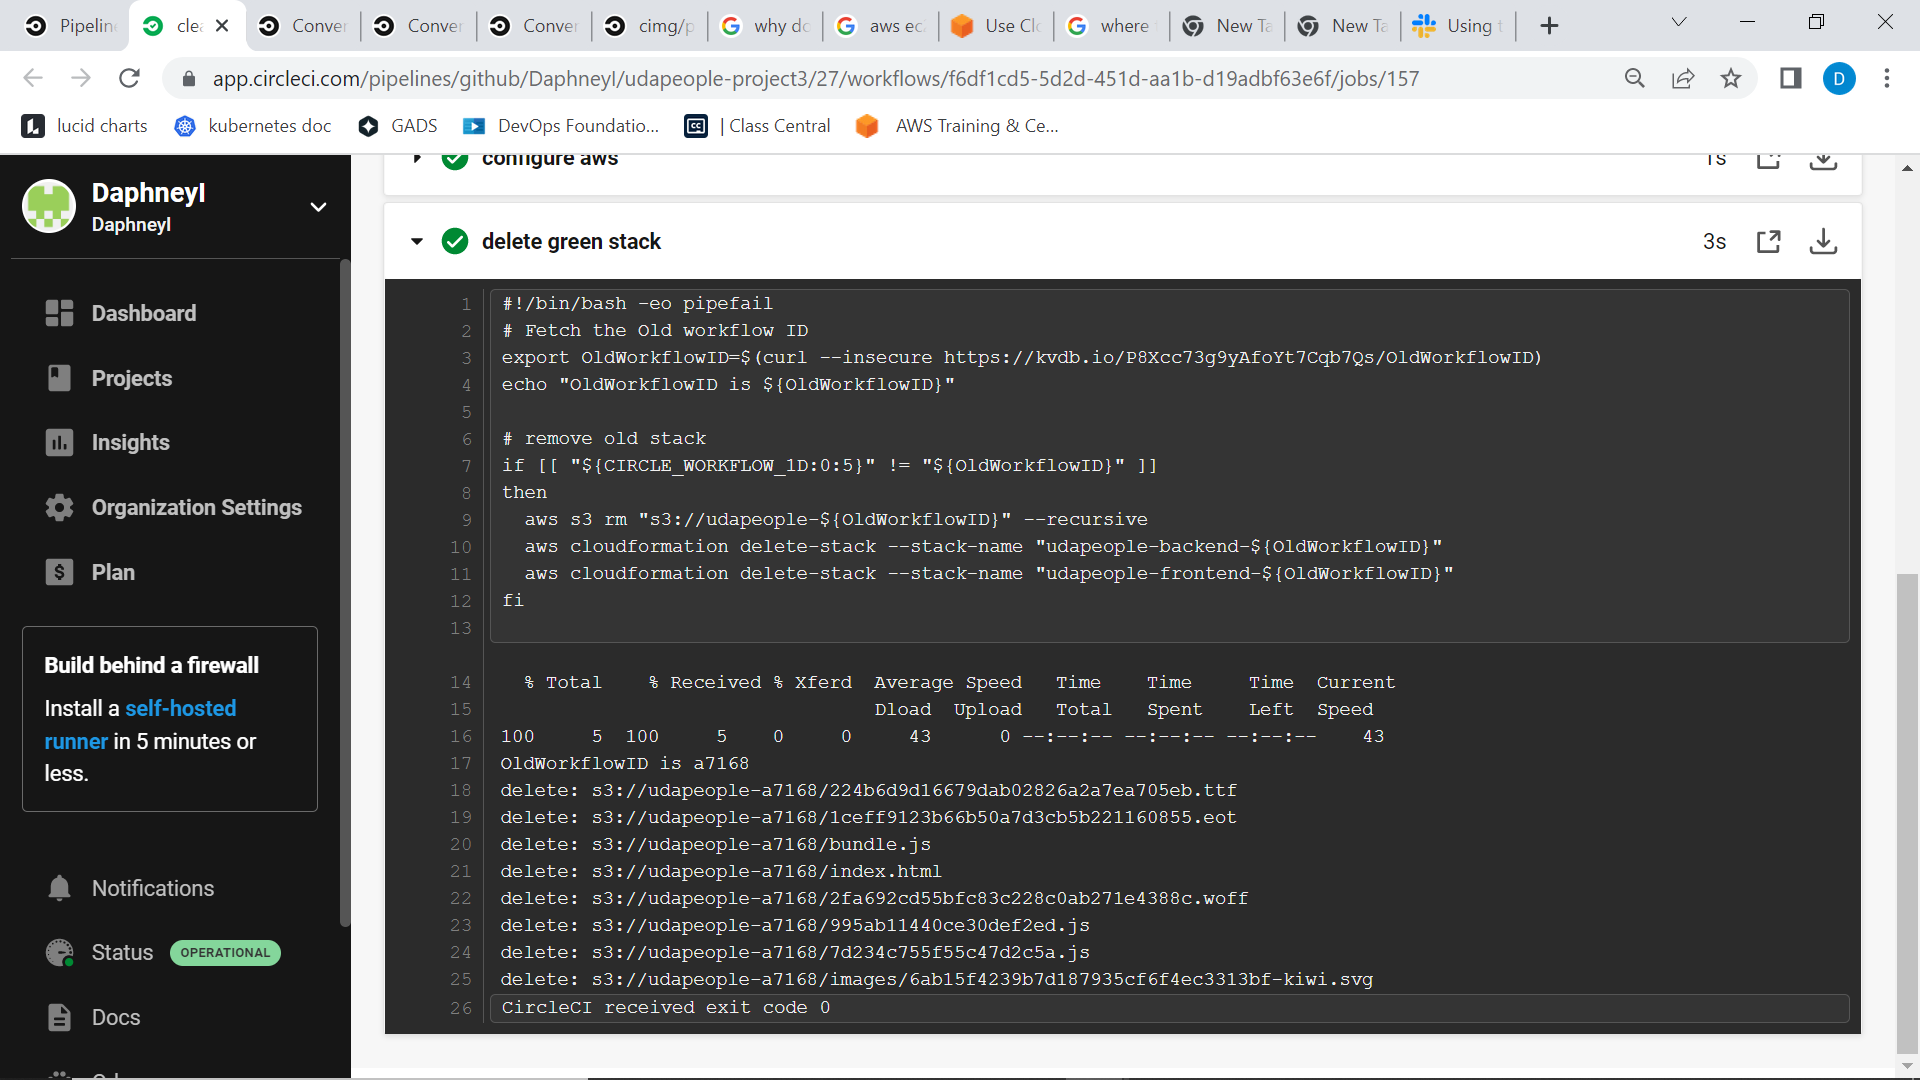 Pipelin
cle
Conver
Conver
Conver
cimg/p
why do
aws ec
Use Clo
where
New Ta
New Ta
Using t
app.circleci.com/pipelines/github/DaphneyI/udapeople-project3/27/workflows/f6df1cd5-5d2d-451d-aa1b-d19adbf63e6f/jobs/157
D
lucid charts
kubernetes doc
GADS
DevOps Foundatio...
| Class Central
AWS Training & Ce...
DaphneyI
DaphneyI
Dashboard
Projects
Insights
Organization Settings
Plan
Build behind a firewall
Install a self-hosted
runner in 5 minutes or
less.
Notifications
Status OPERATIONAL
Docs
configure aws 1s
delete green stack 3s
1 #!/bin/bash -eo pipefail
2 # Fetch the Old workflow ID
3 export OldWorkflowID=$(curl --insecure https://kvdb.io/P8Xcc73g9yAfoYt7Cqb7Qs/OldWorkflowID)
4 echo "OldWorkflowID is ${OldWorkflowID}"
5
6 # remove old stack
7 if [[ "${CIRCLE_WORKFLOW_1D:0:5}" != "${OldWorkflowID}" ]]
8 then
9 aws s3 rm "s3://udapeople-${OldWorkflowID}" --recursive
10 aws cloudformation delete-stack --stack-name "udapeople-backend-${OldWorkflowID}"
11 aws cloudformation delete-stack --stack-name "udapeople-frontend-${OldWorkflowID}"
12 fi
13
14 % Total % Received % Xferd Average Speed Time Time Time Current
15 Dload Upload Total Spent Left Speed
16 100 5 100 5 0 0 43 0 --:--:-- --:--:-- --:--:-- 43
17 OldWorkflowID is a7168
18 delete: s3://udapeople-a7168/224b6d9d16679dab02826a2a7ea705eb.ttf
19 delete: s3://udapeople-a7168/1ceff9123b66b50a7d3cb5b221160855.eot
20 delete: s3://udapeople-a7168/bundle.js
21 delete: s3://udapeople-a7168/index.html
22 delete: s3://udapeople-a7168/2fa692cd55bfc83c228c0ab271e4388c.woff
23 delete: s3://udapeople-a7168/995ab11440ce30def2ed.js
24 delete: s3://udapeople-a7168/7d234c755f55c47d2c5a.js
25 delete: s3://udapeople-a7168/images/6ab15f4239b7d187935cf6f4ec3313bf-kiwi.svg
26 CircleCI received exit code 0